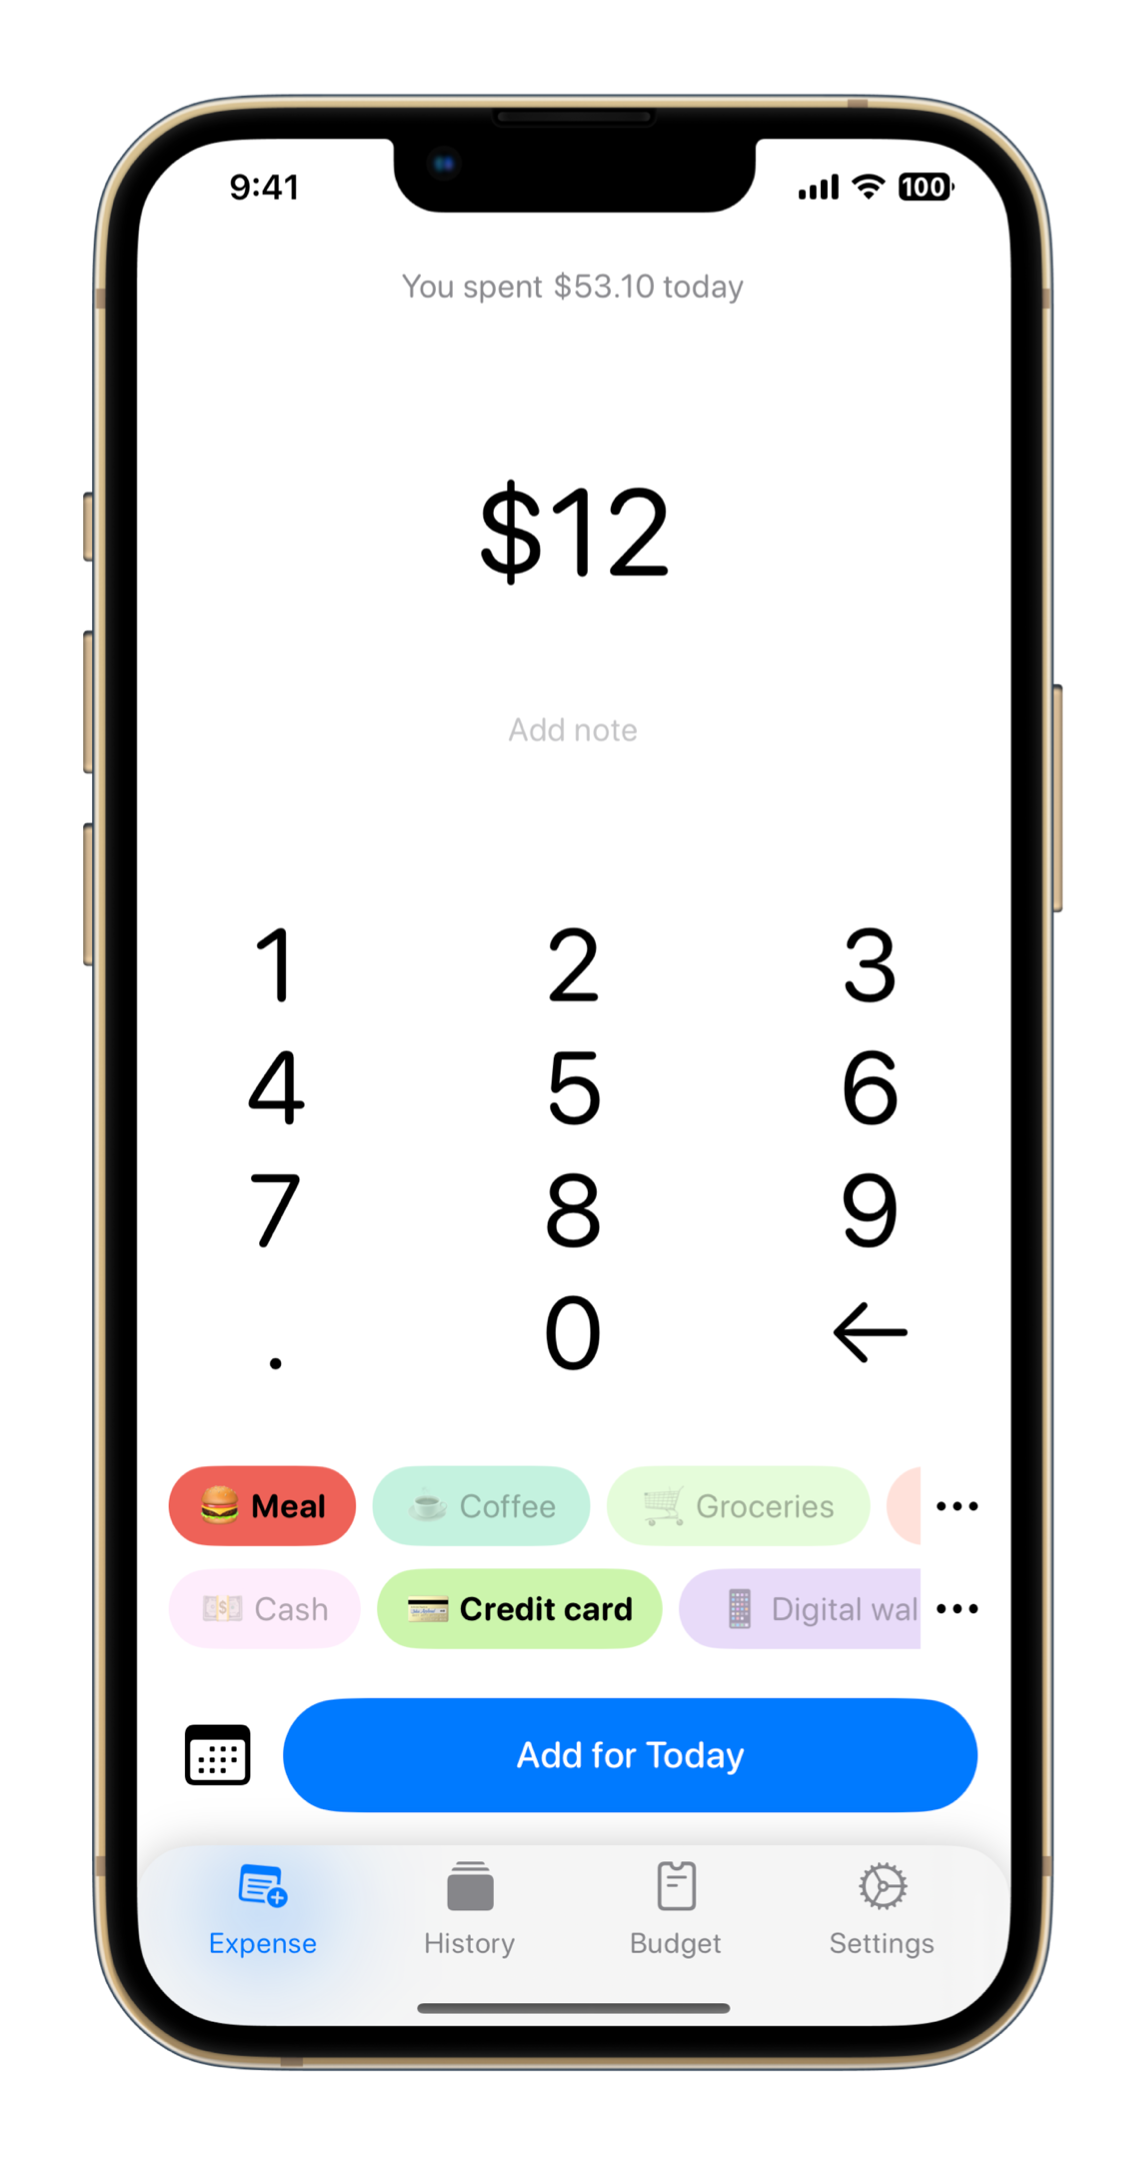 9:41
100
You spent $53.10 today
$12
Add note
1 2 3
4 5 6
7 8 9
. 0
Meal Coffee Groceries
Cash Credit card Digital wal
Add for Today
Expense History Budget Settings